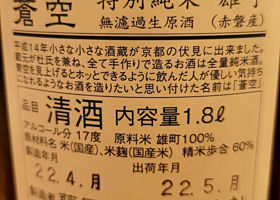 蒼空 特別純米 雄町
無濾過生原酒 (赤磐産)
平成14年小さな小さな酒蔵が京都の伏見に出来ました。
蔵元が杜氏を兼ね、全て手作りで造るお酒は全量純米酒。
蒼空を見上げるとホッとできるように飲んだ人が優しい気持ち
になれるようなお酒を造りたいと思い付けた名前は「蒼空」
品目 清酒 内容量1.8ℓ
アルコール分 17度 原料米 雄町100%
原材料名 米(国産)、米麹(国産米) 精米歩合 60%
製造年月 出荷年月
22.4.月 22.5.月
製造者